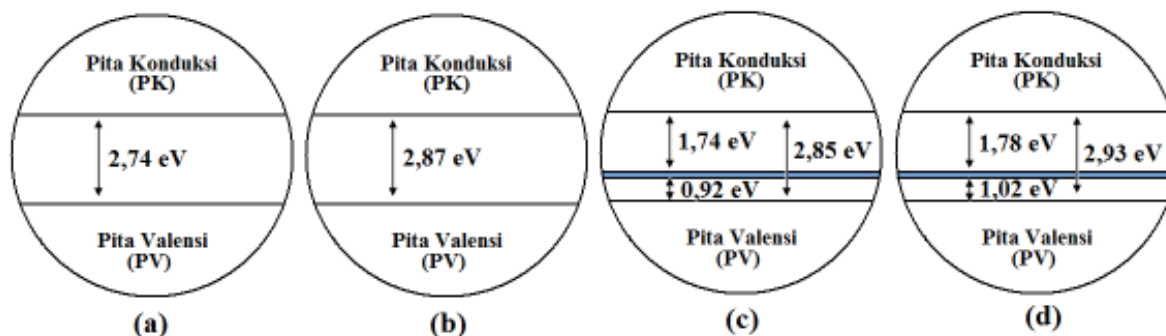 Pita Konduksi
(PK)
2,74 eV
Pita Valensi
(PV)
(a)
Pita Konduksi
(PK)
2,87 eV
Pita Valensi
(PV)
(b)
Pita Konduksi
(PK)
1,74 eV
2,85 eV
0,92 eV
Pita Valensi
(PV)
(c)
Pita Konduksi
(PK)
1,78 eV
2,93 eV
1,02 eV
Pita Valensi
(PV)
(d)